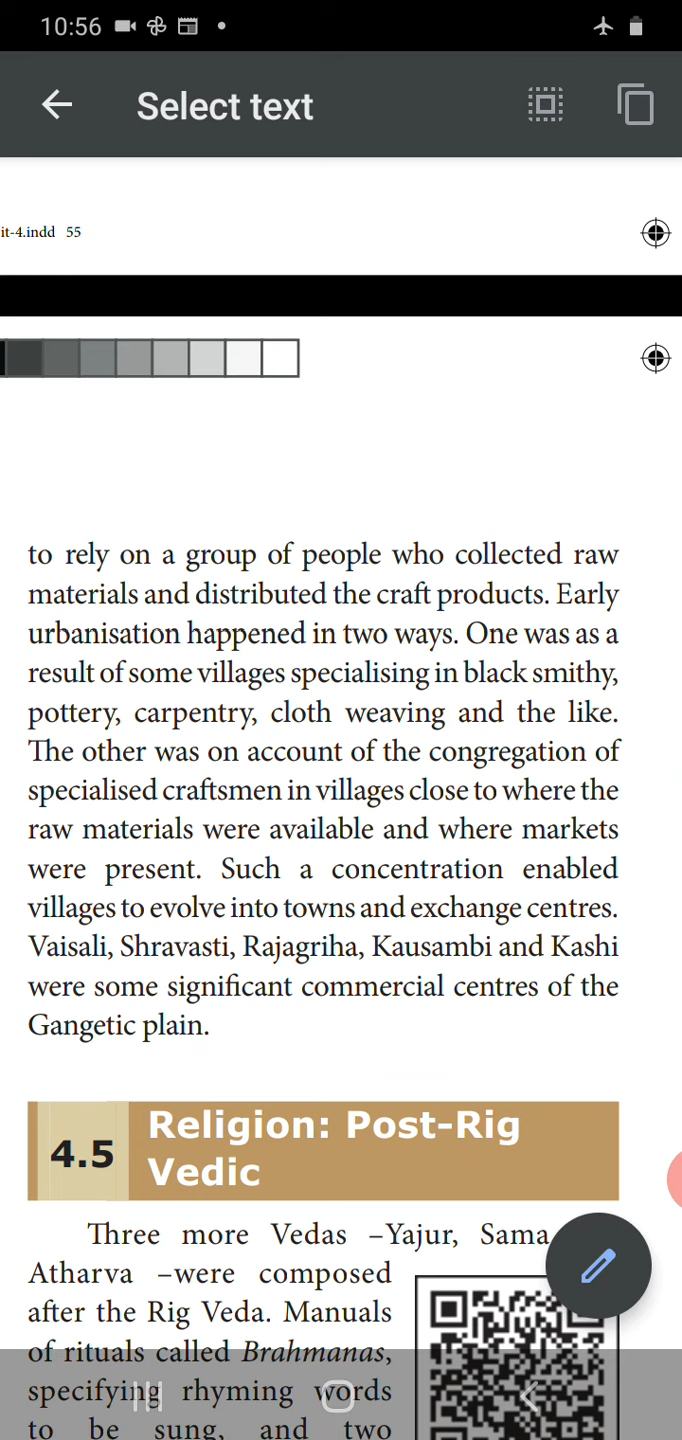 10:56
Select text
it-4.indd 55
to rely on a group of people who collected raw
materials and distributed the craft products. Early
urbanisation happened in two ways. One was as a
result of some villages specialising in black smithy,
pottery, carpentry, cloth weaving and the like.
The other was on account of the congregation of
specialised craftsmen in villages close to where the
raw materials were available and where markets
were present. Such a concentration enabled
villages to evolve into towns and exchange centres.
Vaisali, Shravasti, Rajagriha, Kausambi and Kashi
were some significant commercial centres of the
Gangetic plain.
4.5 Religion: Post-Rig
Vedic
Three more Vedas –Yajur, Sama
Atharva –were composed
after the Rig Veda. Manuals
of rituals called Brahmanas,
specifying rhyming words
to be sung, and two